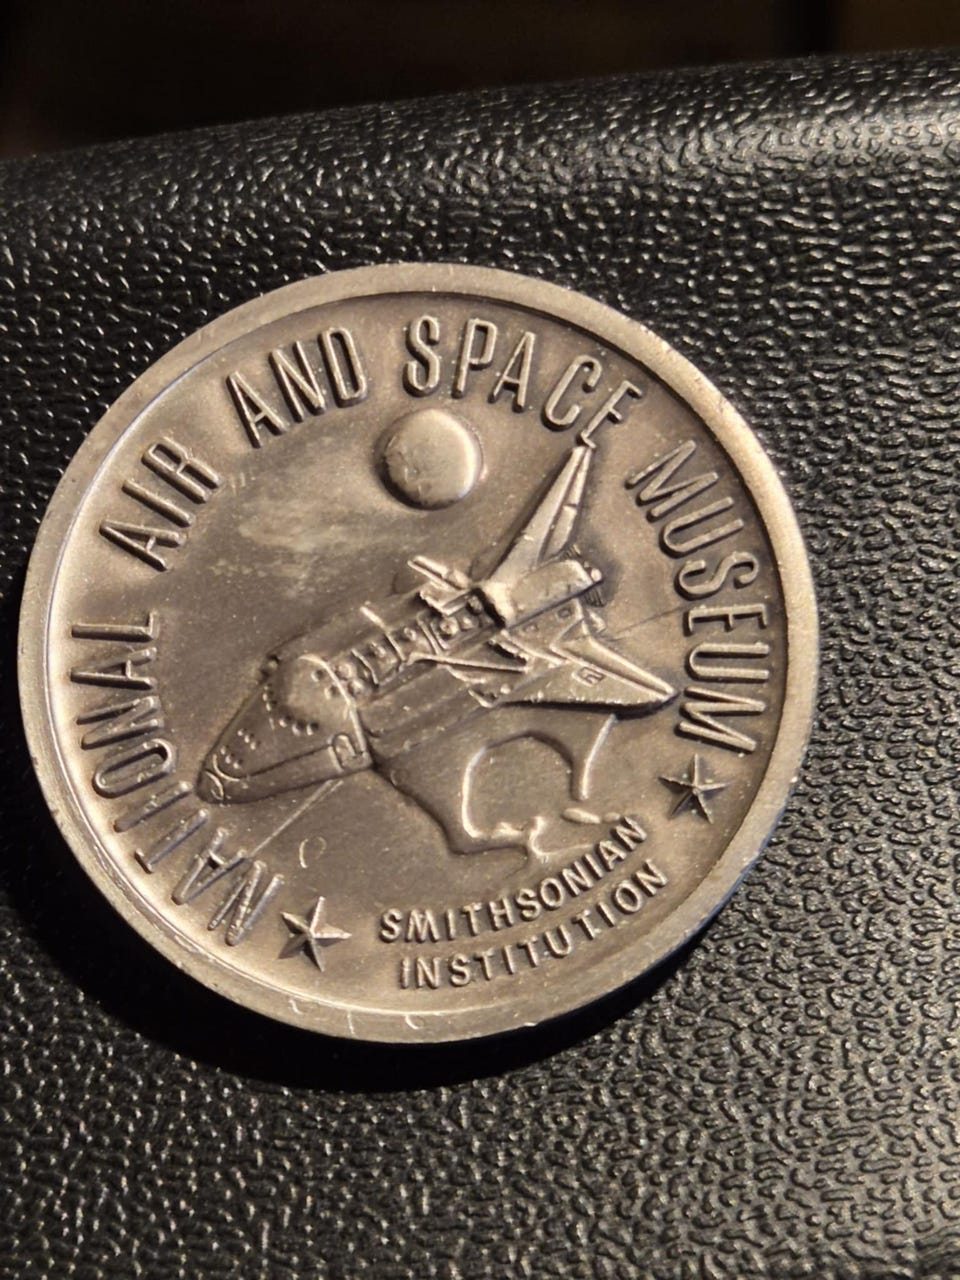 NATIONAL AIR AND SPACE MUSEUM
SMITHSONIAN
INSTITUTION